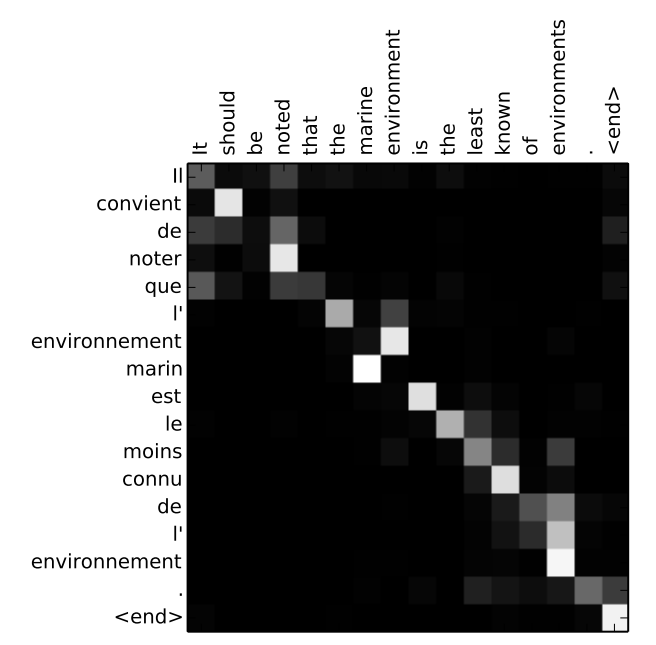 It should be noted that the marine environment is the least known of environments . <end>
Il
convient
de
noter
que
l'
environnement
marin
est
le
moins
connu
de
l'
environnement
.
<end>